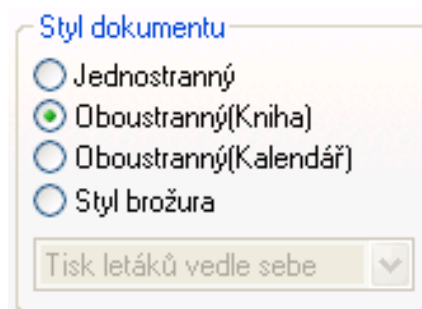 Styl dokumentu
Jednostranný
Oboustranný(Kniha)
Oboustranný(Kalendář)
Styl brožura
Tisk letáků vedle sebe